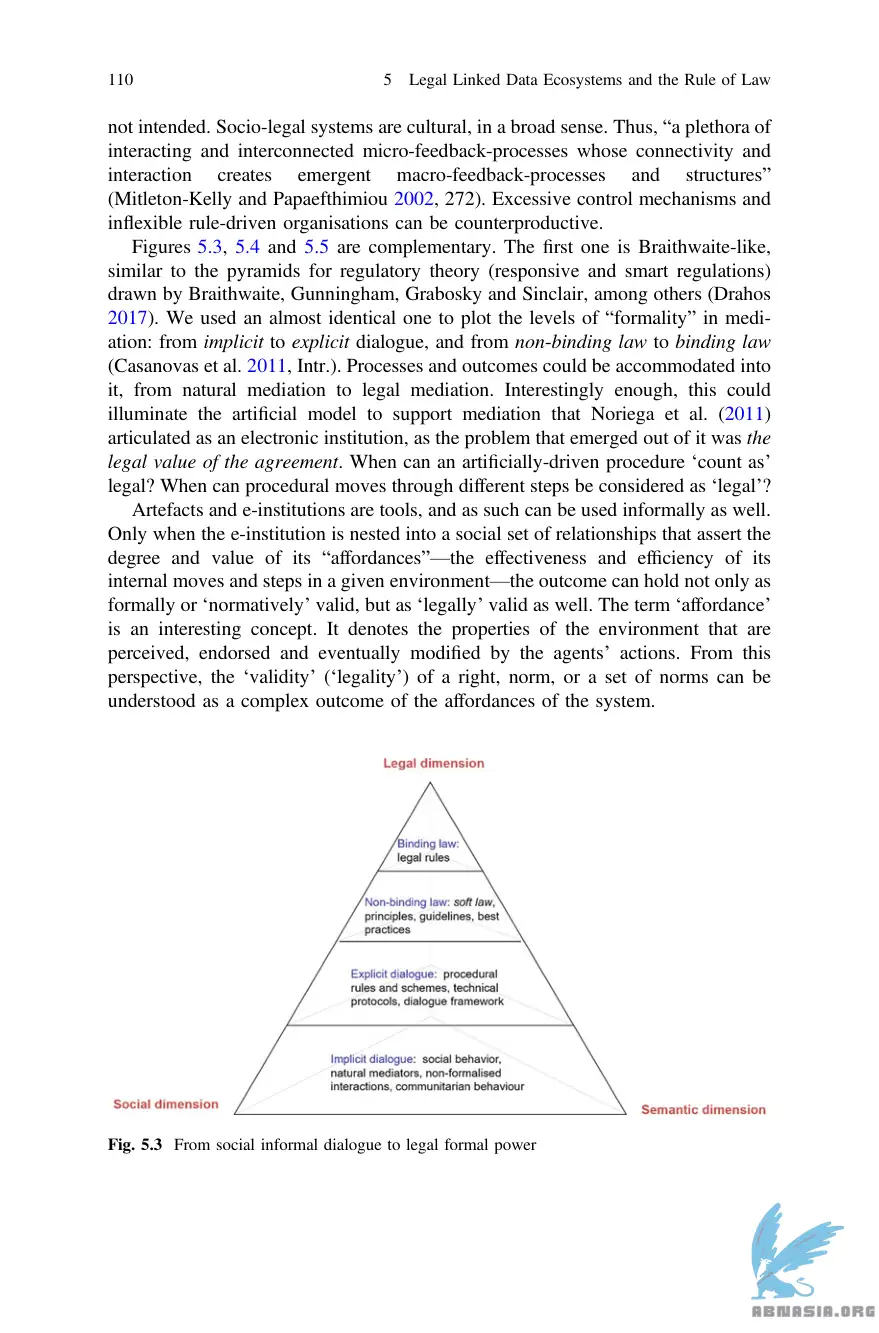 110
5 Legal Linked Data Ecosystems and the Rule of Law
not intended. Socio-legal systems are cultural, in a broad sense. Thus, “a plethora of
interacting and interconnected micro-feedback-processes whose connectivity and
interaction creates emergent macro-feedback-processes and structures”
(Mitleton-Kelly and Papaefthimiou 2002, 272). Excessive control mechanisms and
inflexible rule-driven organisations can be counterproductive.
Figures 5.3, 5.4 and 5.5 are complementary. The first one is Braithwaite-like,
similar to the pyramids for regulatory theory (responsive and smart regulations)
drawn by Braithwaite, Gunningham, Grabosky and Sinclair, among others (Drahos
2017). We used an almost identical one to plot the levels of “formality” in medi-
ation: from implicit to explicit dialogue, and from non-binding law to binding law
(Casanovas et al. 2011, Intr.). Processes and outcomes could be accommodated into
it, from natural mediation to legal mediation. Interestingly enough, this could
illuminate the artificial model to support mediation that Noriega et al. (2011)
articulated as an electronic institution, as the problem that emerged out of it was the
legal value of the agreement. When can an artificially-driven procedure ‘count as’
legal? When can procedural moves through different steps be considered as ‘legal’?
Artefacts and e-institutions are tools, and as such can be used informally as well.
Only when the e-institution is nested into a social set of relationships that assert the
degree and value of its “affordances”—the effectiveness and efficiency of its
internal moves and steps in a given environment—the outcome can hold not only as
formally or ‘normatively’ valid, but as ‘legally’ valid as well. The term ‘affordance’
is an interesting concept. It denotes the properties of the environment that are
perceived, endorsed and eventually modified by the agents’ actions. From this
perspective, the ‘validity’ (‘legality’) of a right, norm, or a set of norms can be
understood as a complex outcome of the affordances of the system.
Legal dimension
Binding law:
legal rules
Non-binding law: soft law,
principles, guidelines, best
practices
Explicit dialogue: procedural
rules and schemes, technical
protocols, dialogue framework
Implicit dialogue: social behavior,
natural mediators, non-formalised
interactions, communitarian behaviour
Social dimension
Semantic dimension
Fig. 5.3 From social informal dialogue to legal formal power
ABNASIA.ORG